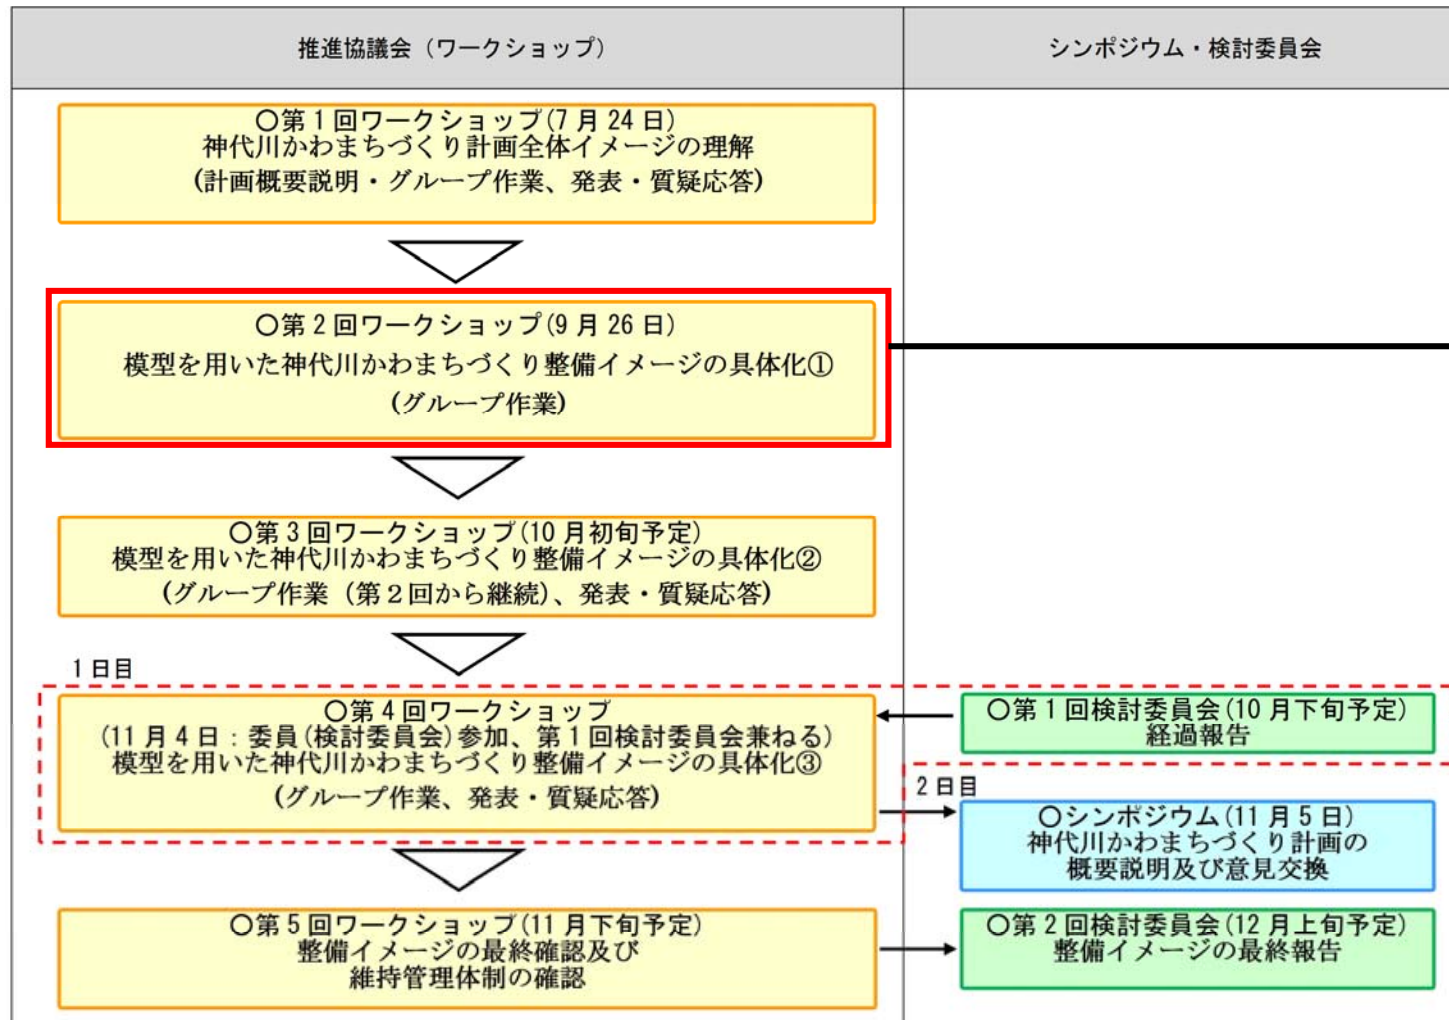 推進協議会（ワークショップ）
シンポジウム・検討委員会
〇第1回ワークショップ(7月24日)
神代川かわまちづくり計画全体イメージの理解
(計画概要説明・グループ作業、発表・質疑応答)
〇第2回ワークショップ(9月26日)
模型を用いた神代川かわまちづくり整備イメージの具体化①
(グループ作業)
〇第3回ワークショップ(10月初旬予定)
模型を用いた神代川かわまちづくり整備イメージの具体化②
(グループ作業（第２回から継続)、発表・質疑応答)
1日目
〇第4回ワークショップ
(11月4日：委員(検討委員会)参加、第1回検討委員会兼ねる)
模型を用いた神代川かわまちづくり整備イメージの具体化③
(グループ作業、発表・質疑応答)
〇第1回検討委員会(10月下旬予定)
経過報告
2日目
〇シンポジウム(11月5日)
神代川かわまちづくり計画の
概要説明及び意見交換
〇第5回ワークショップ(11月下旬予定)
整備イメージの最終確認及び
維持管理体制の確認
〇第2回検討委員会(12月上旬予定)
整備イメージの最終報告